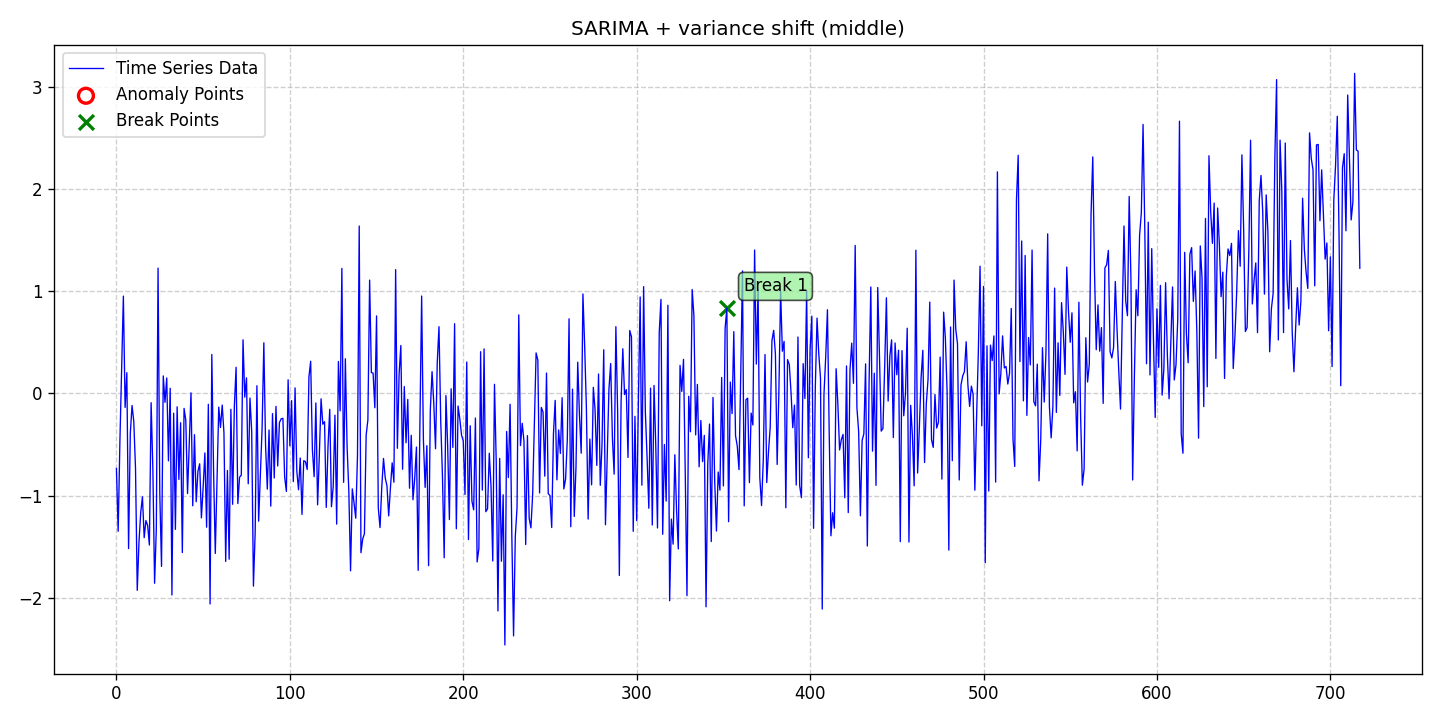 SARIMA + variance shift (middle)
Time Series Data
Anomaly Points
Break Points
Break 1
3
2
1
0
−1
−2
0 100 200 300 400 500 600 700